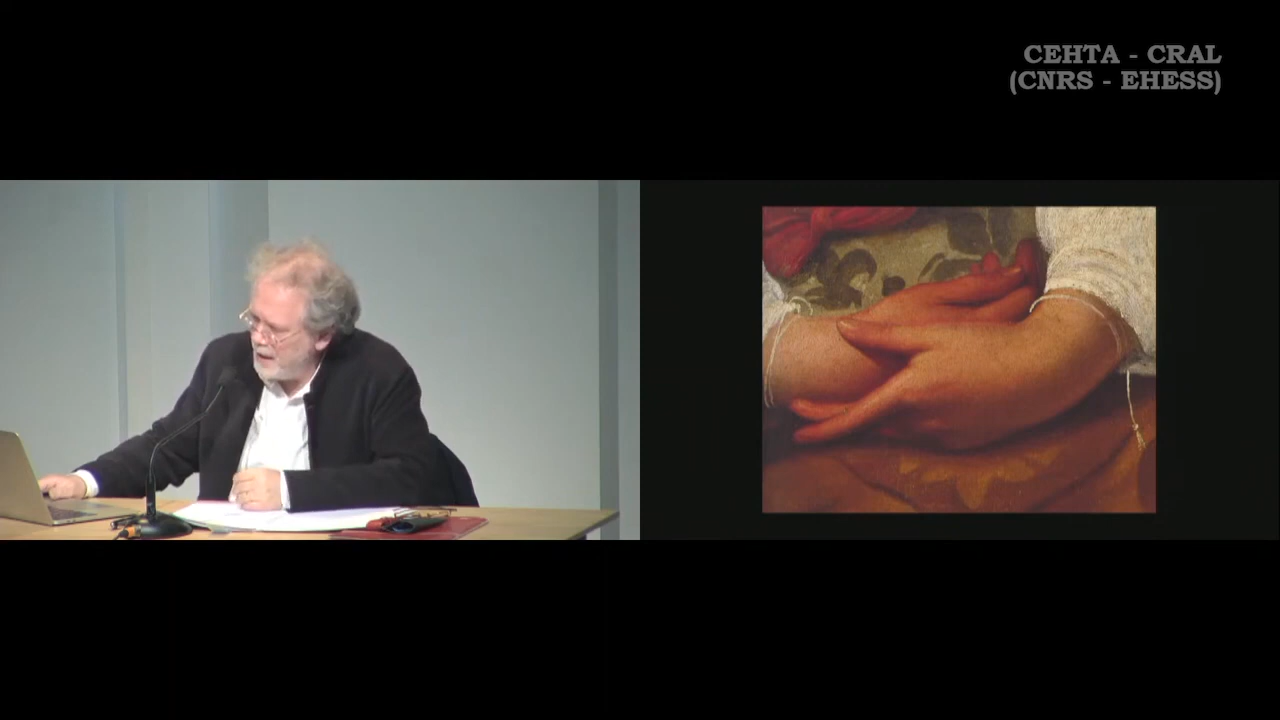 CEHTA - CRAL
(CNRS - EHESS)